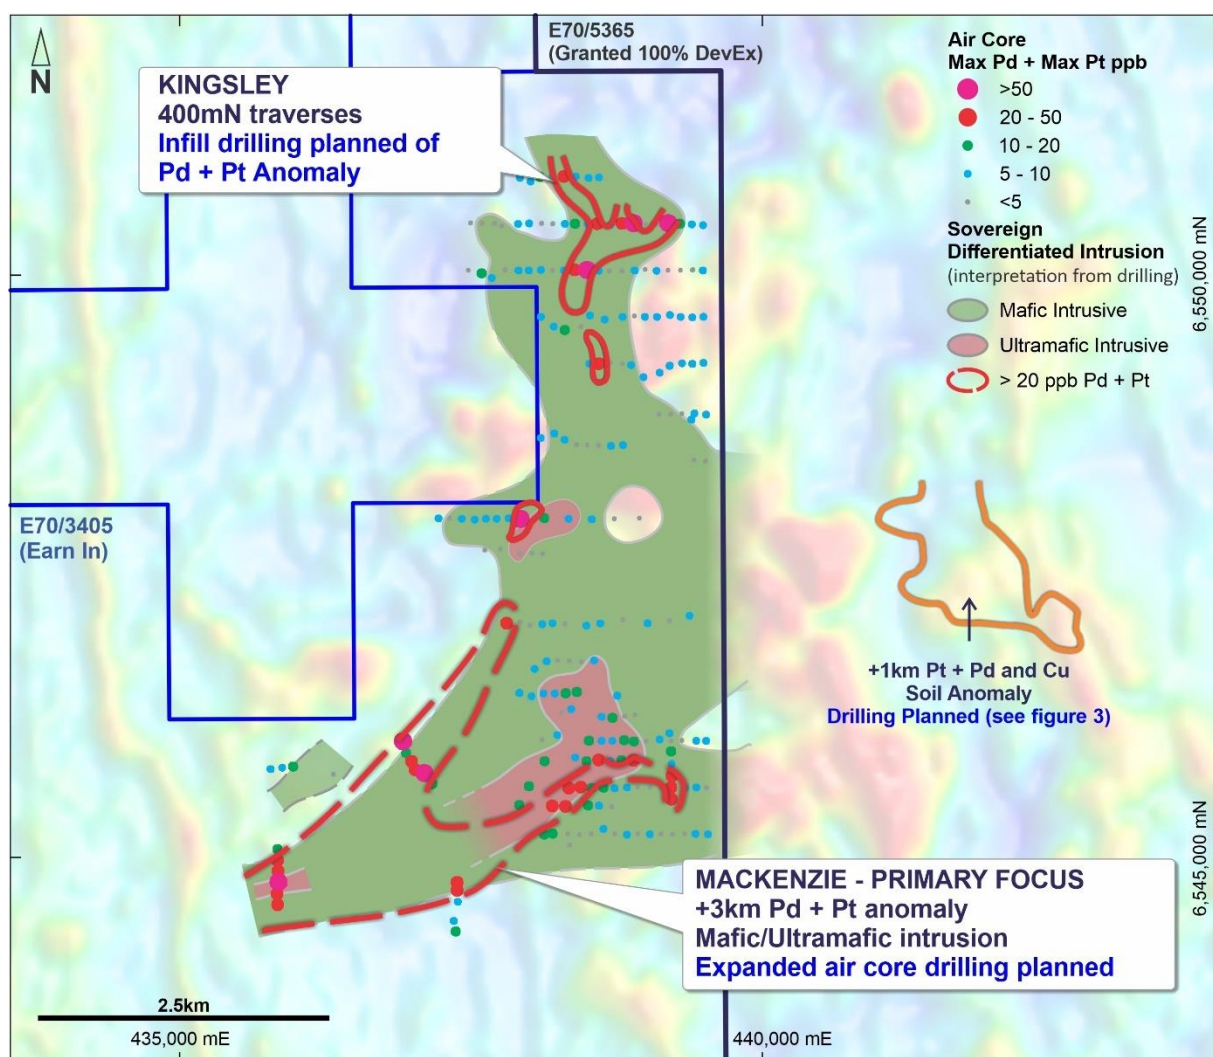 E70/5365
(Granted 100% DevEx)
N
KINGSLEY
400mN traverses
Infill drilling planned of
Pd + Pt Anomaly
Air Core
Max Pd + Max Pt ppb
>50
20 - 50
10 - 20
5 - 10
<5
Sovereign
Differentiated Intrusion
(interpretation from drilling)
Mafic Intrusive
Ultramafic Intrusive
> 20 ppb Pd + Pt
6,550,000 mN
E70/3405
(Earn In)
+1km Pt + Pd and Cu
Soil Anomaly
Drilling Planned (see figure 3)
MACKENZIE - PRIMARY FOCUS
+3km Pd + Pt anomaly
Mafic/Ultramafic intrusion
Expanded air core drilling planned
6,545,000 mN
2.5km
435,000 mE
440,000 mE